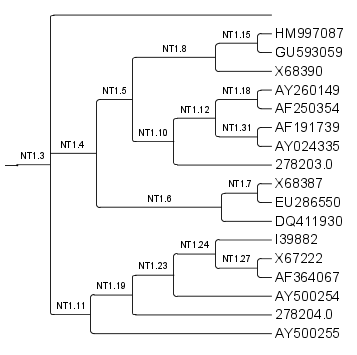 NT1.15
HM997087
GU593059
NT1.8
X68390
NT1.5
NT1.18
AY260149
NT1.12
AF250354
NT1.31
AF191739
NT1.10
AY024335
NT1.4
NT1.3
278203.0
NT1.7
X68387
NT1.6
EU286550
DQ411930
NT1.24
I39882
NT1.27
X67222
NT1.23
AF364067
NT1.19
AY500254
NT1.11
278204.0
AY500255